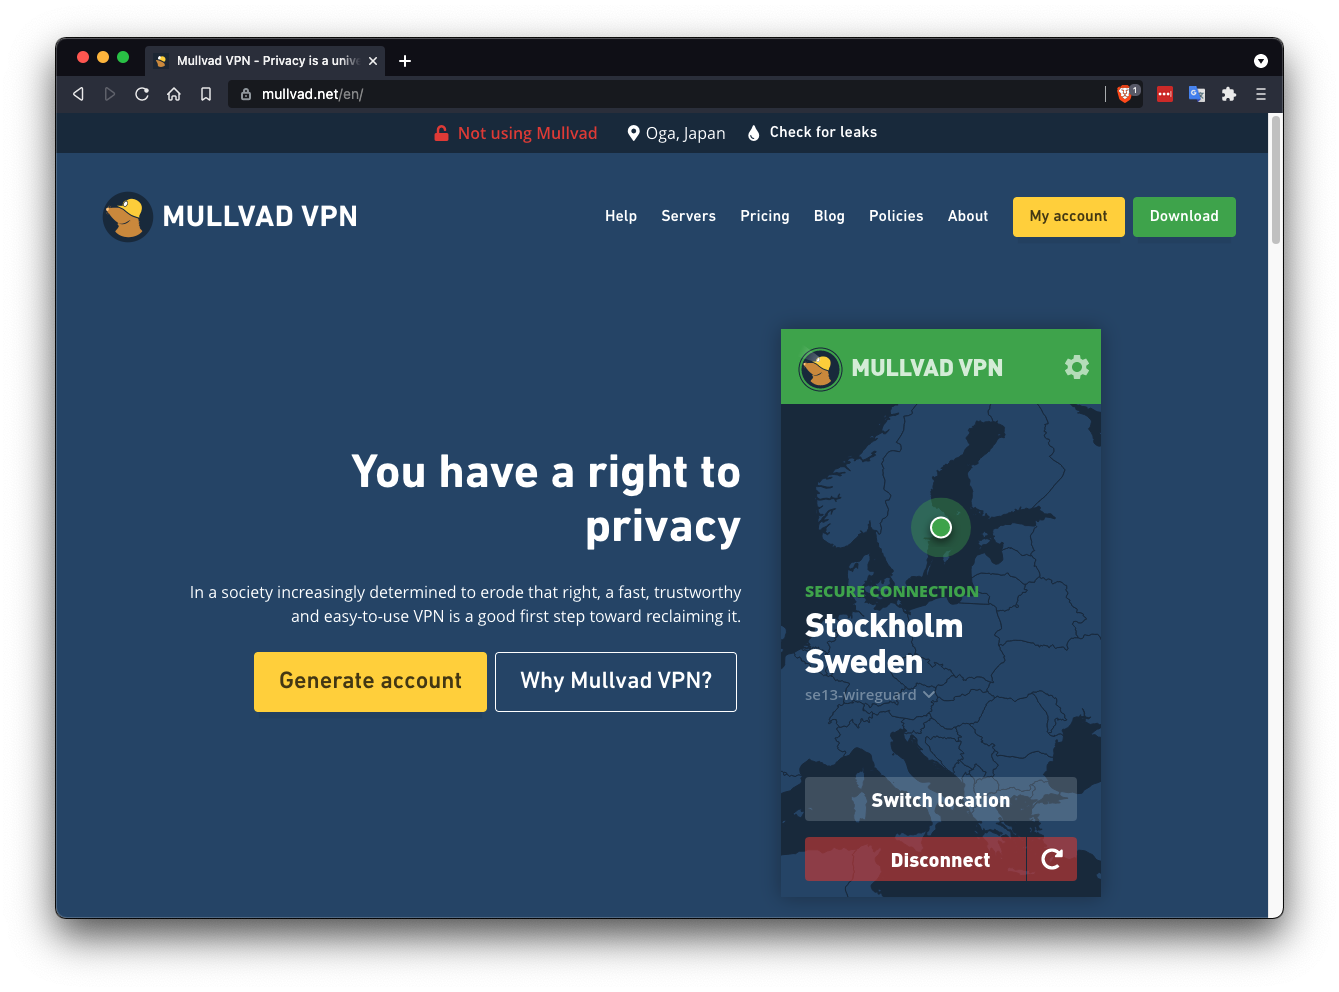 Mullvad VPN - Privacy is a unive
mullvad.net/en/
1
Not using Mullvad
Oga, Japan
Check for leaks
MULLVAD VPN
Help
Servers
Pricing
Blog
Policies
About
My account
Download
MULLVAD VPN
You have a right to
privacy
In a society increasingly determined to erode that right, a fast, trustworthy
and easy-to-use VPN is a good first step toward reclaiming it.
Generate account
Why Mullvad VPN?
SECURE CONNECTION
Stockholm
Sweden
se13-wireguard
Switch location
Disconnect